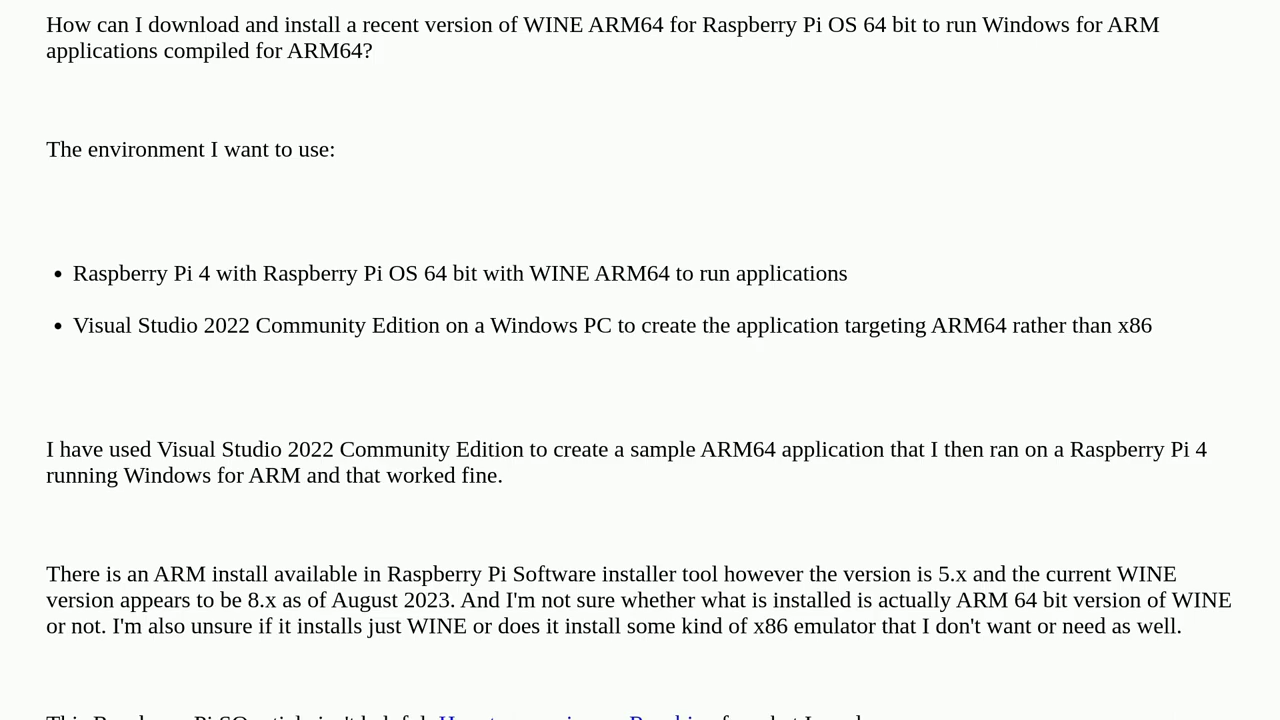 How can I download and install a recent version of WINE ARM64 for Raspberry Pi OS 64 bit to run Windows for ARM
applications compiled for ARM64?
The environment I want to use:
• Raspberry Pi 4 with Raspberry Pi OS 64 bit with WINE ARM64 to run applications
• Visual Studio 2022 Community Edition on a Windows PC to create the application targeting ARM64 rather than x86
I have used Visual Studio 2022 Community Edition to create a sample ARM64 application that I then ran on a Raspberry Pi 4
running Windows for ARM and that worked fine.
There is an ARM install available in Raspberry Pi Software installer tool however the version is 5.x and the current WINE
version appears to be 8.x as of August 2023. And I'm not sure whether what is installed is actually ARM 64 bit version of WINE
or not. I'm also unsure if it installs just WINE or does it install some kind of x86 emulator that I don't want or need as well.